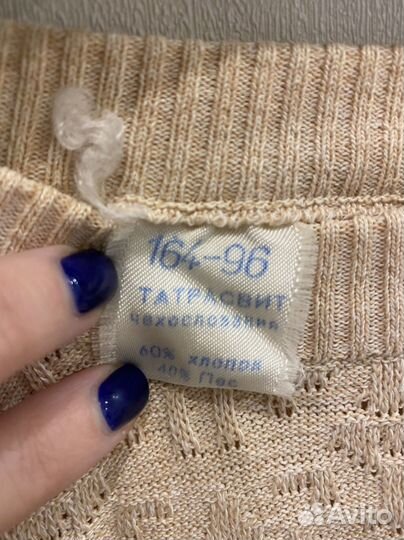 164-96
ТАТРАСВИТ
Чехословакия
60% хлопок
40% Пес
Avito